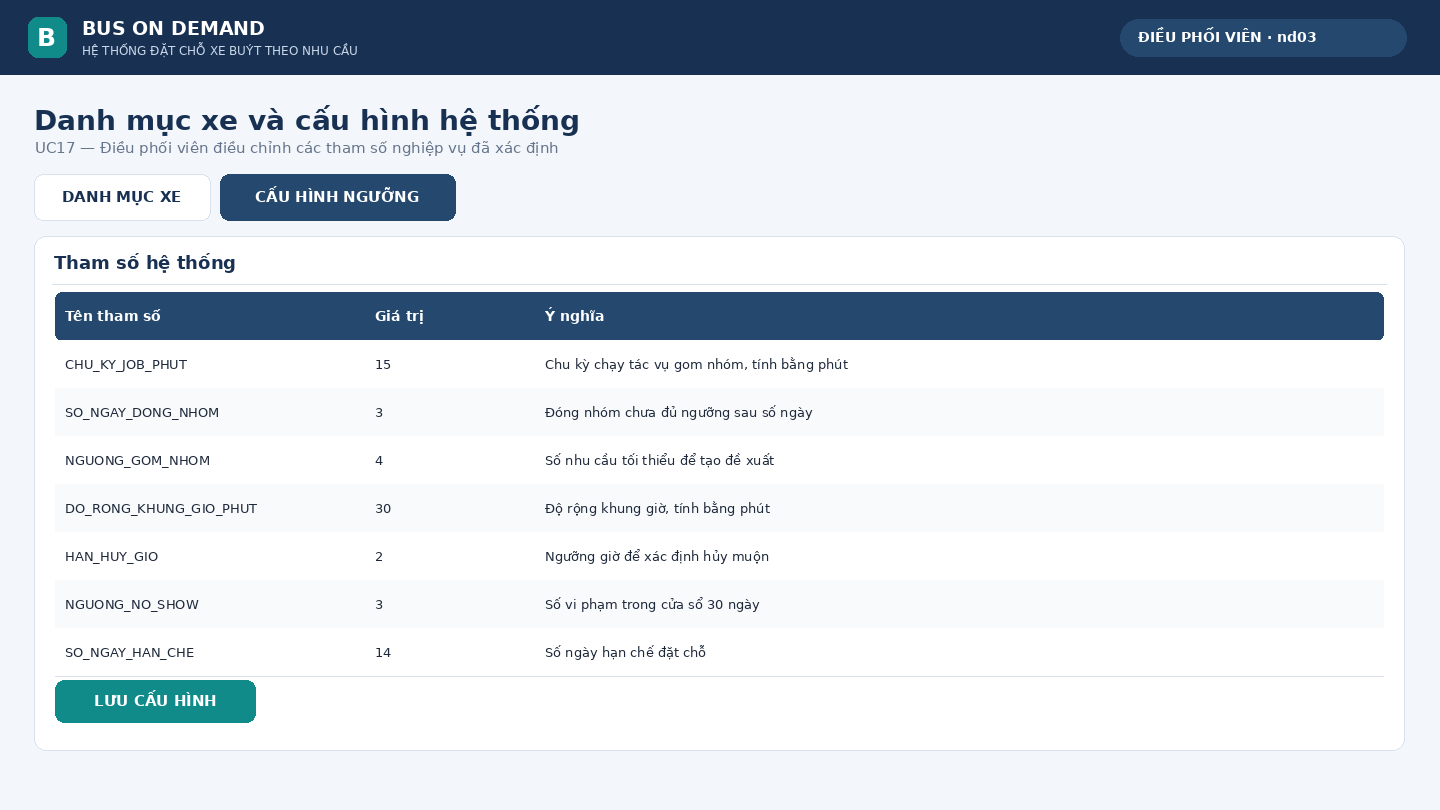 B
BUS ON DEMAND
HỆ THỐNG ĐẶT CHỖ XE BUÝT THEO NHU CẦU
ĐIỀU PHỐI VIÊN · nd03
Danh mục xe và cấu hình hệ thống
UC17 — Điều phối viên điều chỉnh các tham số nghiệp vụ đã xác định
DANH MỤC XE
CẤU HÌNH NGƯỠNG
Tham số hệ thống
Tên tham số Giá trị Ý nghĩa
CHU_KY_JOB_PHUT 15 Chu kỳ chạy tác vụ gom nhóm, tính bằng phút
SO_NGAY_DONG_NHOM 3 Đóng nhóm chưa đủ ngưỡng sau số ngày
NGUONG_GOM_NHOM 4 Số nhu cầu tối thiểu để tạo đề xuất
DO_RONG_KHUNG_GIO_PHUT 30 Độ rộng khung giờ, tính bằng phút
HAN_HUY_GIO 2 Ngưỡng giờ để xác định hủy muộn
NGUONG_NO_SHOW 3 Số vi phạm trong cửa sổ 30 ngày
SO_NGAY_HAN_CHE 14 Số ngày hạn chế đặt chỗ
LƯU CẤU HÌNH